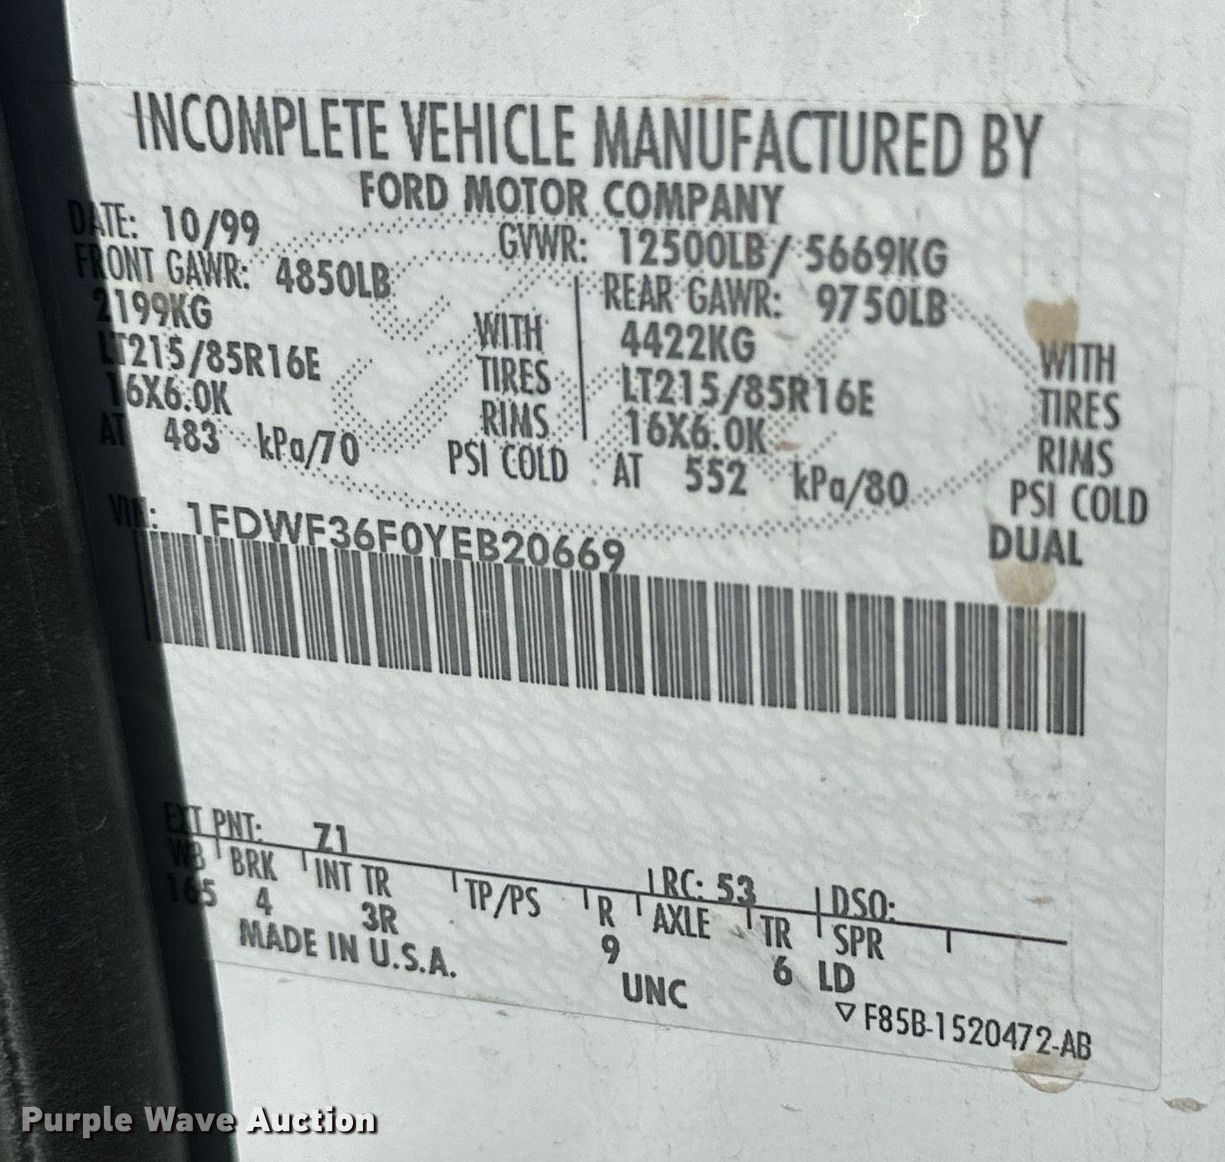 INCOMPLETE VEHICLE MANUFACTURED BY
FORD MOTOR COMPANY
DATE: 10/99 GVWR: 12500LB/ 5669KG
FRONT GAWR: 4850LB REAR GAWR: 9750LB
2199KG WITH 4422KG WITH
LT215/85R16E TIRES LT215/85R16E TIRES
16X6.0K RIMS 16X6.0K RIMS
AT 483 kPa/70 PSI COLD AT 552 kPa/80 PSI COLD
DUAL
VIN: 1FDWF36F0YEB20669
EXT PNT: Z1 RC: 53 DSO:
WB BRK INT TR TP/PS R AXLE TR SPR
165 4 3R 9 6 LD
MADE IN U.S.A. UNC
▽ F85B-1520472-AB
Purple Wave Auction